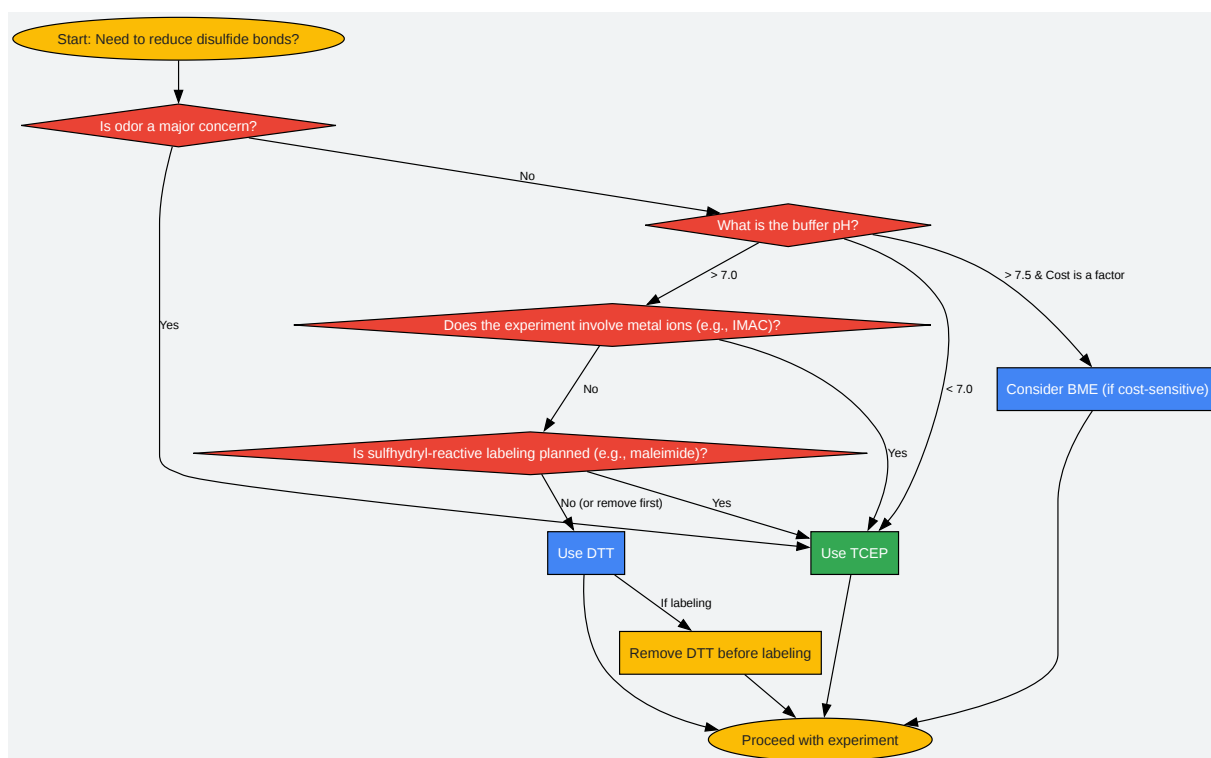 Start: Need to reduce disulfide bonds?
Is odor a major concern?
No
What is the buffer pH?
> 7.0
> 7.5 & Cost is a factor
Yes
Does the experiment involve metal ions (e.g., IMAC)?
No
< 7.0
Consider BME (if cost-sensitive)
Is sulfhydryl-reactive labeling planned (e.g., maleimide)?
Yes
No (or remove first)
Yes
Use DTT
Use TCEP
If labeling
Remove DTT before labeling
Proceed with experiment